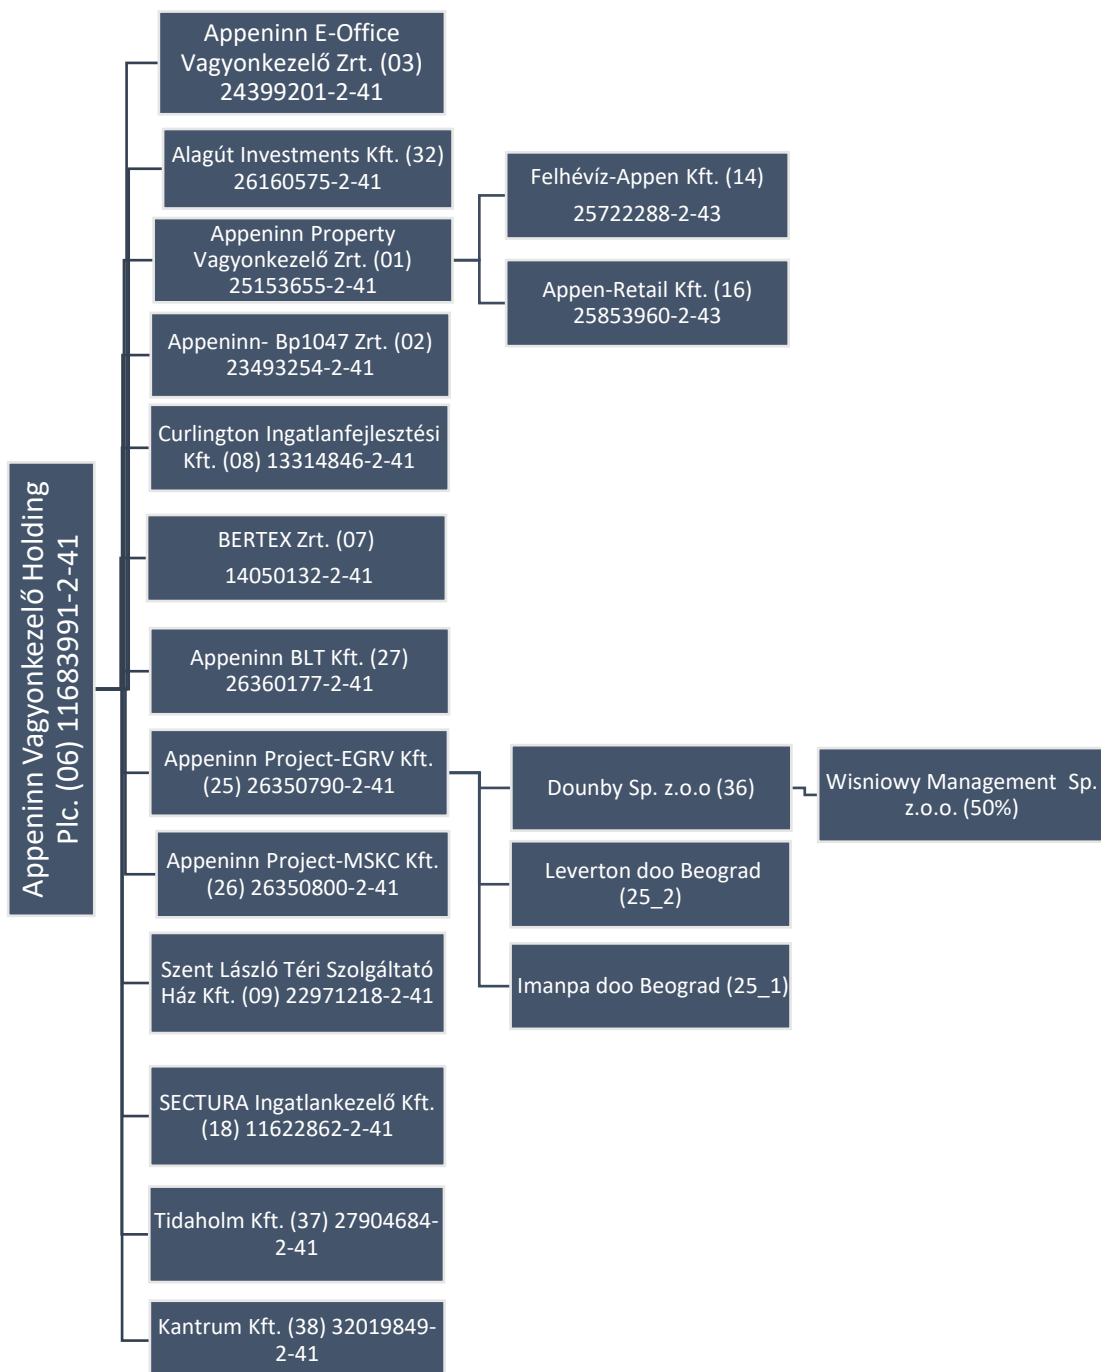 Appeninn Vagyonkezelő Holding
Plc. (06) 11683991-2-41
Appeninn E-Office
Vagyonkezelő Zrt. (03)
24399201-2-41
Alagút Investments Kft. (32)
26160575-2-41
Appeninn Property
Vagyonkezelő Zrt. (01)
25153655-2-41
Felhévíz-Appen Kft. (14)
25722288-2-43
Appen-Retail Kft. (16)
25853960-2-43
Appeninn- Bp1047 Zrt. (02)
23493254-2-41
Curlington Ingatlanfejlesztési
Kft. (08) 13314846-2-41
BERTEX Zrt. (07)
14050132-2-41
Appeninn BLT Kft. (27)
26360177-2-41
Appeninn Project-EGRV Kft.
(25) 26350790-2-41
Dounby Sp. z.o.o (36)
Wisniowy Management Sp.
z.o.o. (50%)
Leverton doo Beograd
(25_2)
Imanpa doo Beograd (25_1)
Appeninn Project-MSKC Kft.
(26) 26350800-2-41
Szent László Téri Szolgáltató
Ház Kft. (09) 22971218-2-41
SECTURA Ingatlankezelő Kft.
(18) 11622862-2-41
Tidaholm Kft. (37) 27904684-
2-41
Kantrum Kft. (38) 32019849-
2-41